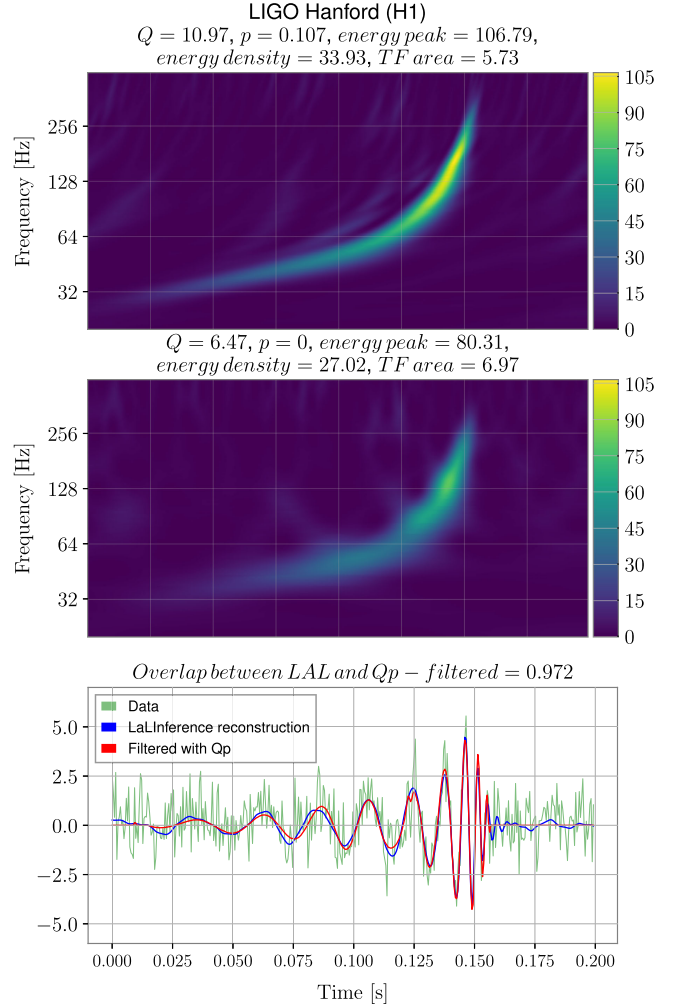 LIGO Hanford (H1)
Q = 10.97, p = 0.107, energy peak = 106.79,
energy density = 33.93, TF area = 5.73
Frequency [Hz]
256
128
64
32
105
90
75
60
45
30
15
0
Q = 6.47, p = 0, energy peak = 80.31,
energy density = 27.02, TF area = 6.97
Frequency [Hz]
256
128
64
32
105
90
75
60
45
30
15
0
Overlap between LAL and Qp − filtered = 0.972
Data
LaLInference reconstruction
Filtered with Qp
5.0
2.5
0.0
−2.5
−5.0
0.000 0.025 0.050 0.075 0.100 0.125 0.150 0.175 0.200
Time [s]